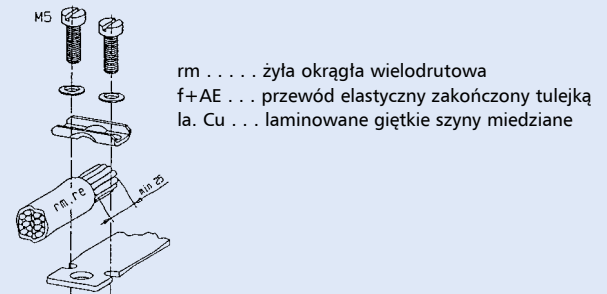 M5
rm . . . . . żyła okrągła wielodrutowa
f+AE . . . przewód elastyczny zakończony tulejką
la. Cu . . . laminowane giętkie szyny miedziane
rm.re
min 25